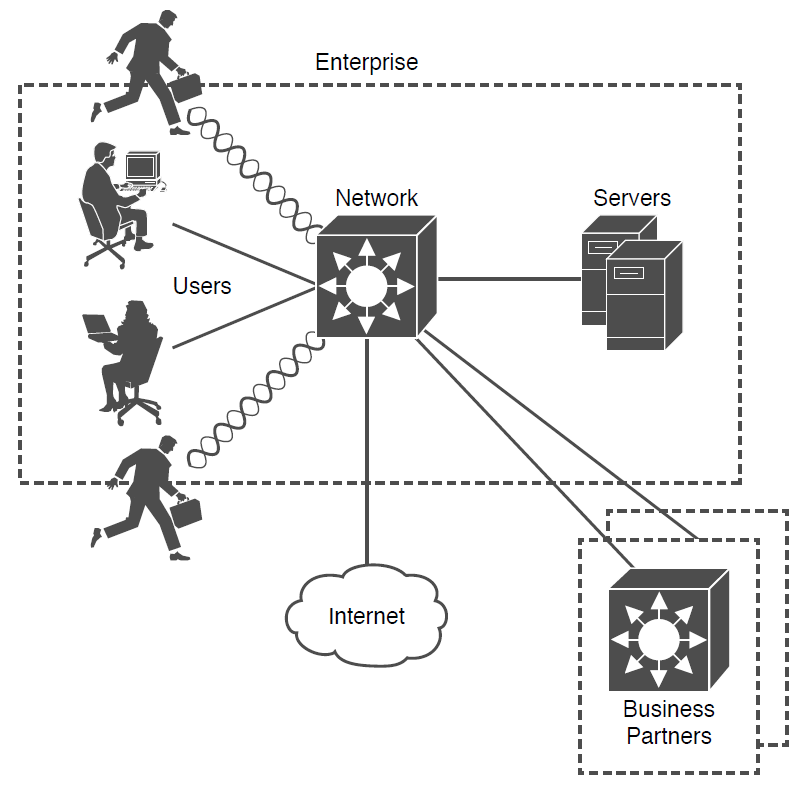 Enterprise
Network
Servers
Users
Internet
Business
Partners